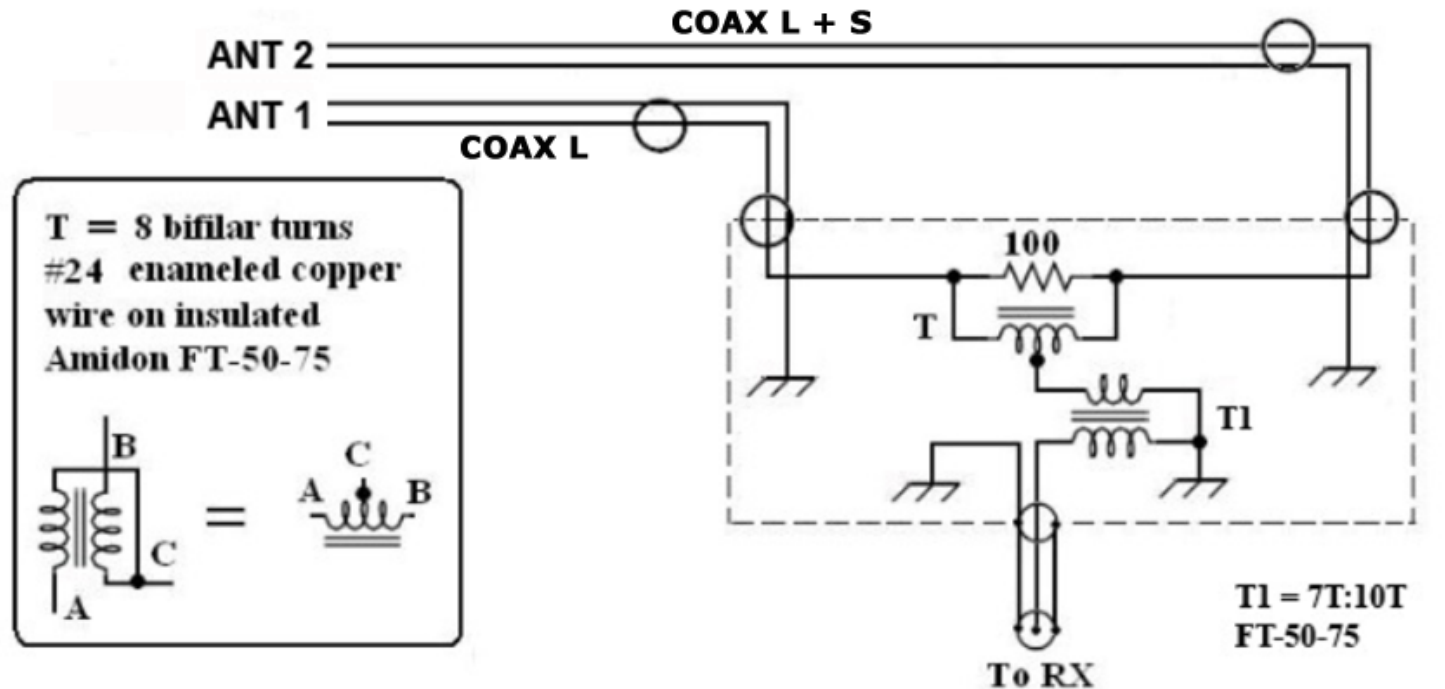 COAX L + S
ANT 2
ANT 1
COAX L
T = 8 bifilar turns
#24 enameled copper
wire on insulated
Amidon FT-50-75
B
C
A
=
A
C
B
100
T
T1
T1 = 7T:10T
FT-50-75
To RX